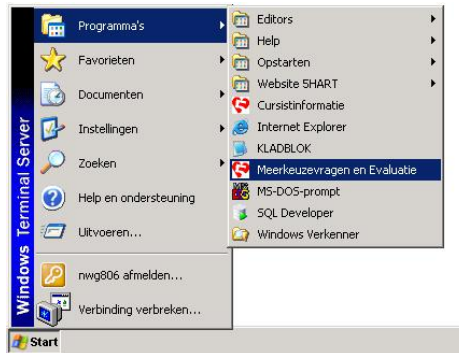 Programma's
Favorieten
Documenten
Instellingen
Zoeken
Help en ondersteuning
Uitvoeren...
nwg806 afmelden...
Verbinding verbreken...
Windows Terminal Server
Start
Editors
Help
Opstarten
Website SHART
Cursistinformatie
Internet Explorer
KLADBLOK
Meerkeuzevragen en Evaluatie
MS-DOS-prompt
SQL Developer
Windows Verkenner